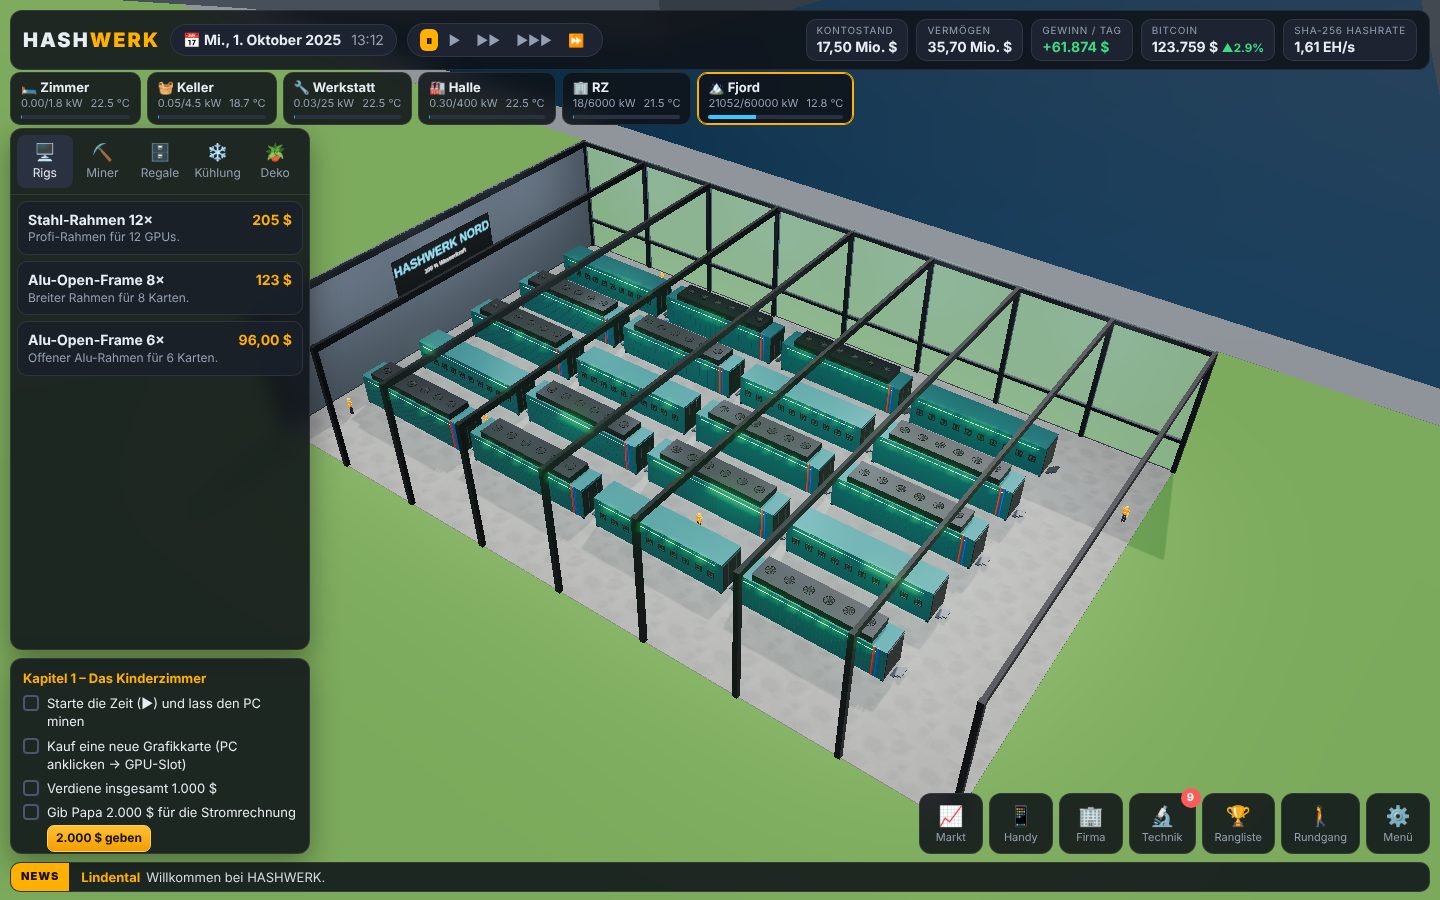 HASHWERK
Mi., 1. Oktober 2025 13:12
KONTOSTAND
17,50 Mio. $
VERMÖGEN
35,70 Mio. $
GEWINN / TAG
+61.874 $
BITCOIN
123.759 $ ▲2.9%
SHA-256 HASHRATE
1,61 EH/s
Zimmer
0.00/1.8 kW 22.5 °C
Keller
0.05/4.5 kW 18.7 °C
Werkstatt
0.03/25 kW 22.5 °C
Halle
0.30/400 kW 22.5 °C
RZ
18/6000 kW 21.5 °C
Fjord
21052/60000 kW 12.8 °C
Rigs
Miner
Regale
Kühlung
Deko
Stahl-Rahmen 12× 205 $
Profi-Rahmen für 12 GPUs.
Alu-Open-Frame 8× 123 $
Breiter Rahmen für 8 Karten.
Alu-Open-Frame 6× 96,00 $
Offener Alu-Rahmen für 6 Karten.
HASHWERK NORD
Kapitel 1 – Das Kinderzimmer
Starte die Zeit (▶) und lass den PC
minen
Kauf eine neue Grafikkarte (PC
anklicken → GPU-Slot)
Verdiene insgesamt 1.000 $
Gib Papa 2.000 $ für die Stromrechnung
2.000 $ geben
Markt
Handy
Firma
9
Technik
Rangliste
Rundgang
Menü
NEWS Lindental Willkommen bei HASHWERK.